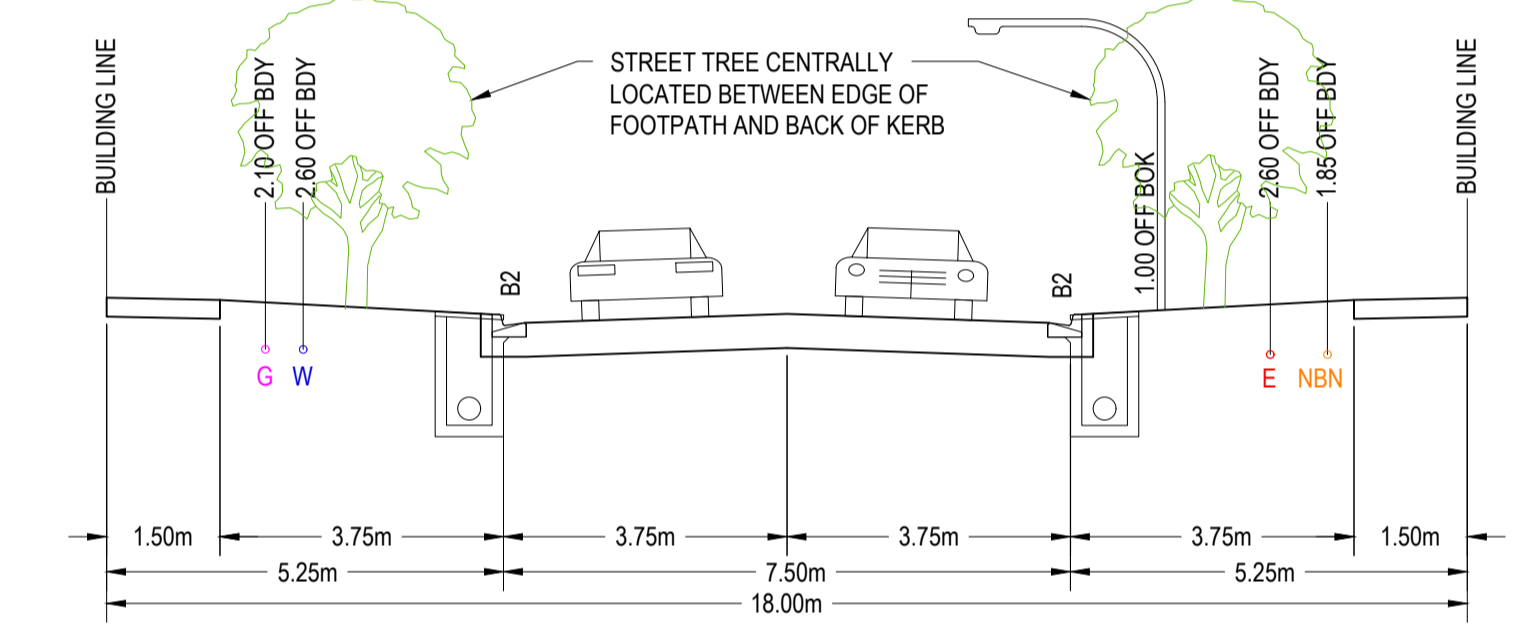 BUILDING LINE
2.10 OFF BDY
2.60 OFF BDY
STREET TREE CENTRALLY
LOCATED BETWEEN EDGE OF
FOOTPATH AND BACK OF KERB
1.00 OFF BOK
2.60 OFF BDY
1.85 OFF BDY
BUILDING LINE
B2
B2
G
W
E
NBN
1.50m
3.75m
3.75m
3.75m
3.75m
1.50m
5.25m
7.50m
5.25m
18.00m